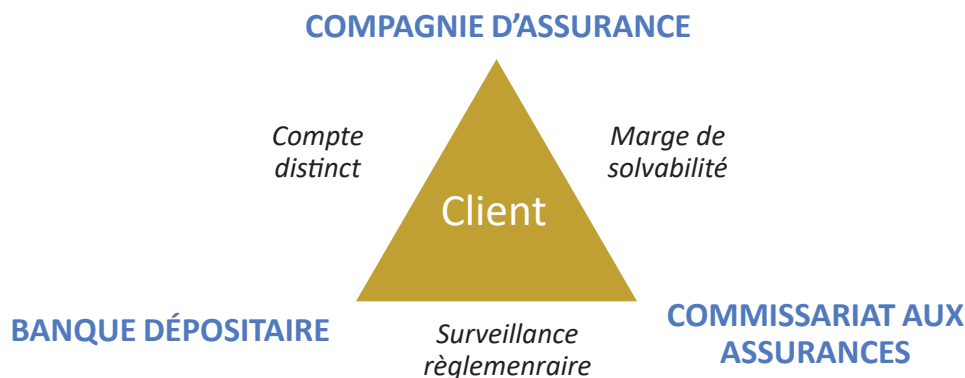 COMPAGNIE D’ASSURANCE
Compte
distinct
Marge de
solvabilité
Client
BANQUE DÉPOSITAIRE
Surveillance
règlemenraire
COMMISSARIAT AUX
ASSURANCES